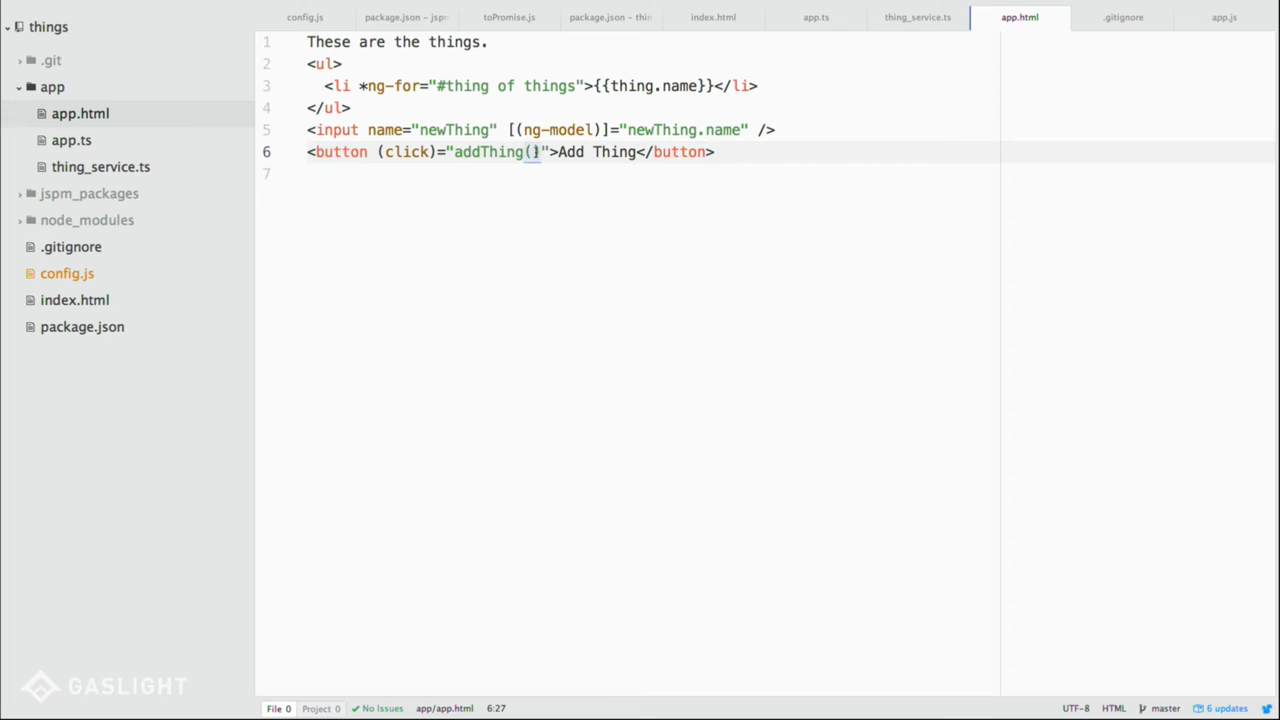 config.js
package.json - jspm
toPromise.js
package.json - thin
index.html
app.ts
thing_service.ts
app.html
.gitignore
app.js
things
.git
app
app.html
app.ts
thing_service.ts
jspm_packages
node_modules
.gitignore
config.js
index.html
package.json
1 These are the things.
2 <ul>
3 <li *ng-for="#thing of things">{{thing.name}}</li>
4 </ul>
5 <input name="newThing" [(ng-model)]="newThing.name" />
6 <button (click)="addThing()">Add Thing</button>
7
GASLIGHT
File 0 Project 0 No Issues app/app.html 6:27 UTF-8 HTML master 6 updates